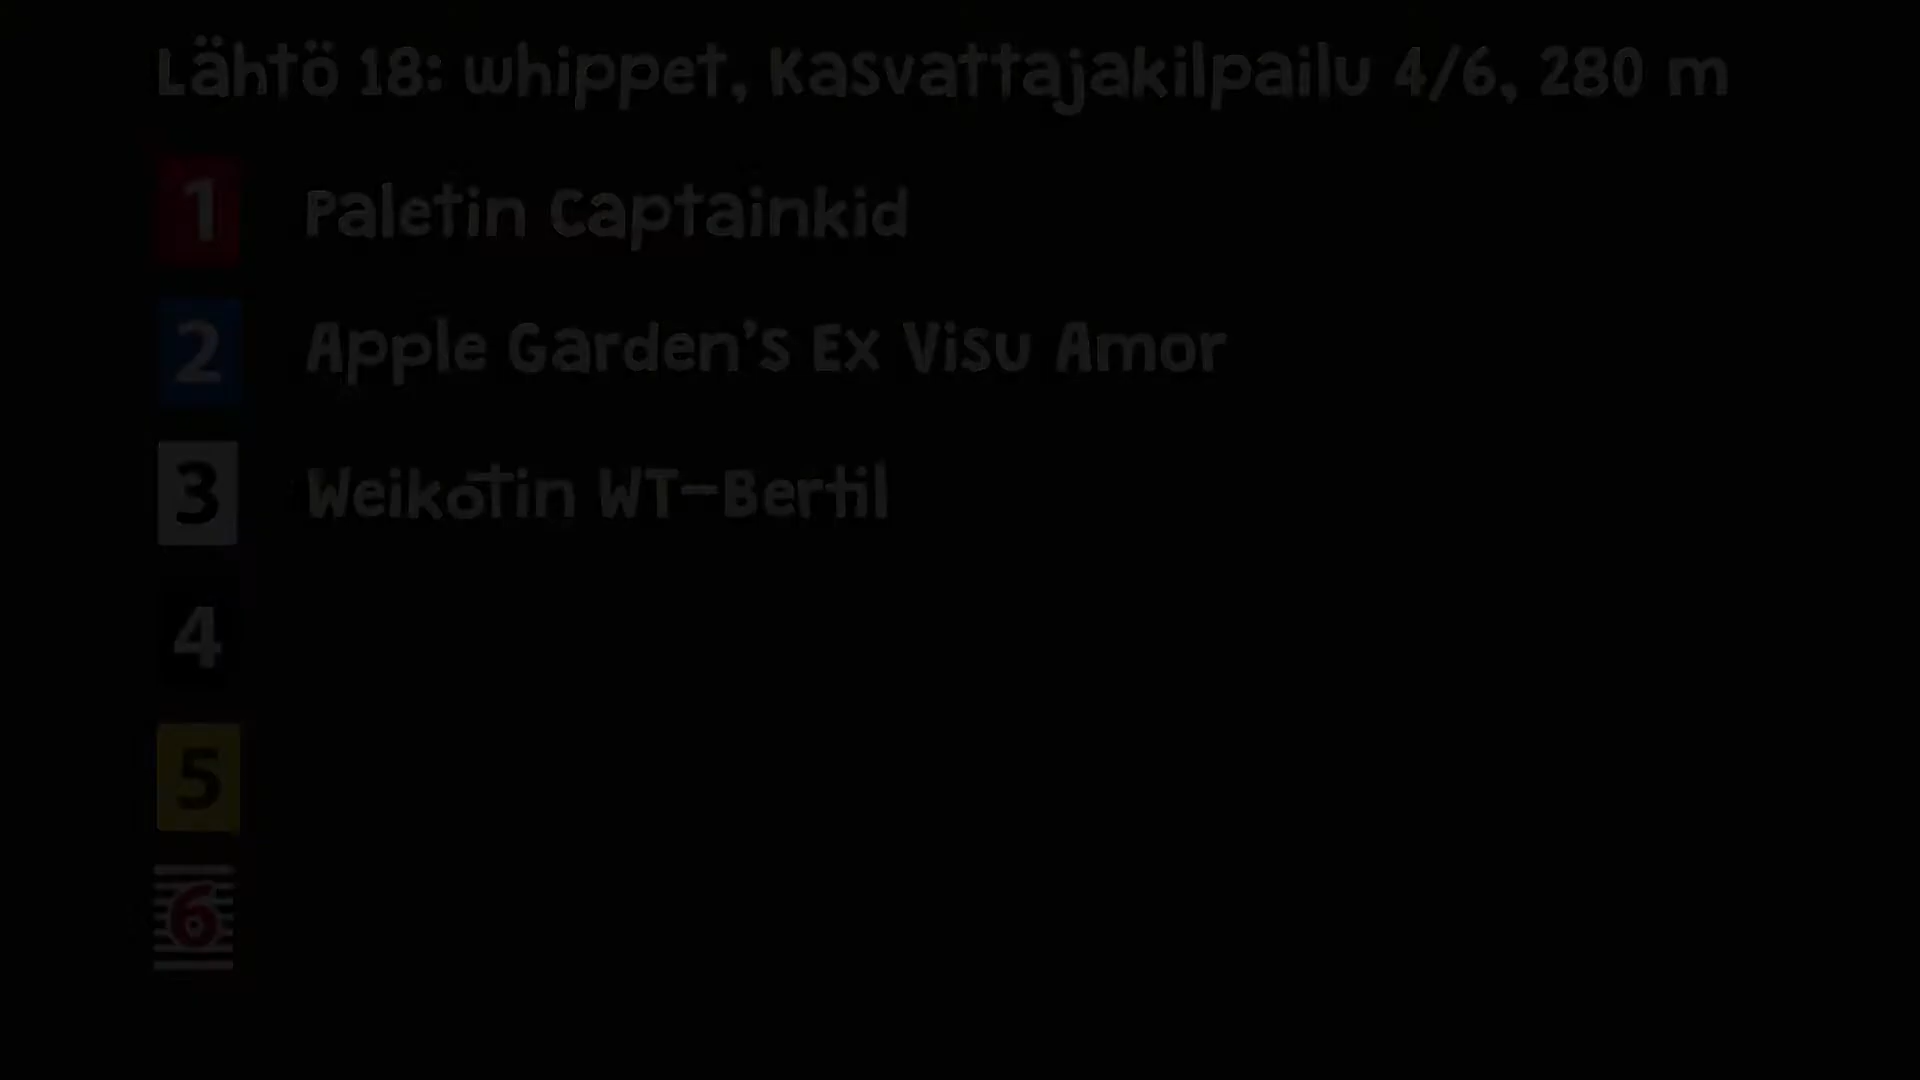 Lähtö 18: whippet, Kasvattajakilpailu 4/6, 280 m
1 Paletin Captainkid
2 Apple Garden's Ex Visu Amor
3 Weikotin WT-Bertil
4
5
6